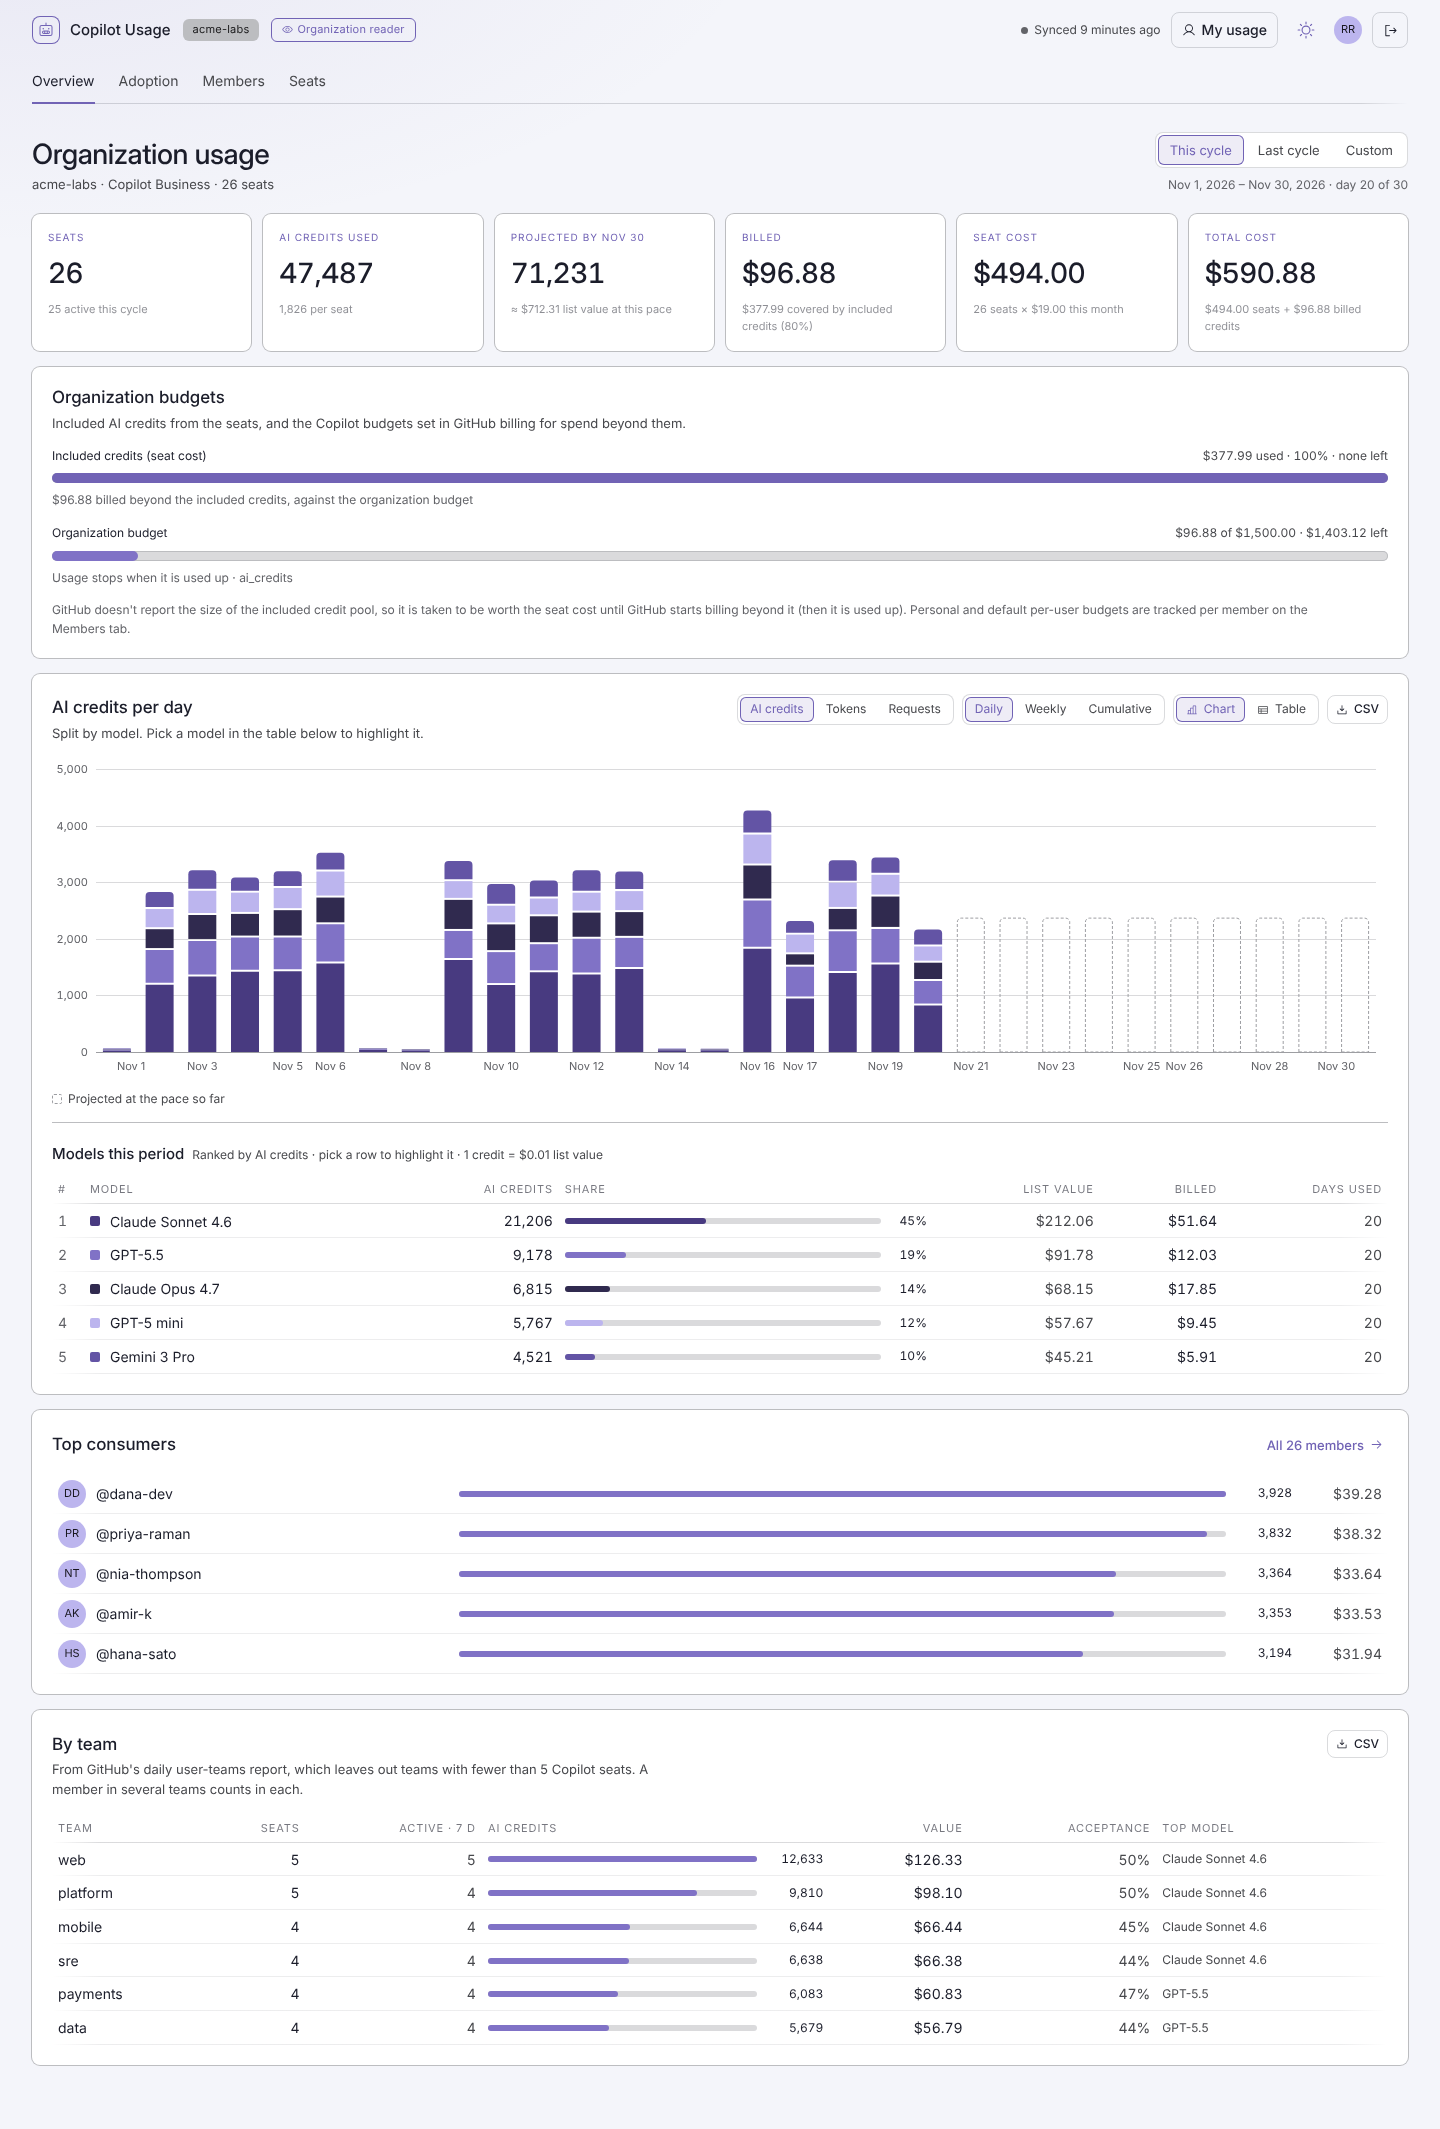 Copilot Usage
acme-labs
Organization reader
Synced 9 minutes ago
My usage
RR
Overview
Adoption
Members
Seats
Organization usage
acme-labs · Copilot Business · 26 seats
This cycle
Last cycle
Custom
Nov 1, 2026 – Nov 30, 2026 · day 20 of 30
SEATS
26
25 active this cycle
AI CREDITS USED
47,487
1,826 per seat
PROJECTED BY NOV 30
71,231
≈ $712.31 list value at this pace
BILLED
$96.88
$377.99 covered by included
credits (80%)
SEAT COST
$494.00
26 seats × $19.00 this month
TOTAL COST
$590.88
$494.00 seats + $96.88 billed
credits
Organization budgets
Included AI credits from the seats, and the Copilot budgets set in GitHub billing for spend beyond them.
Included credits (seat cost)
$377.99 used · 100% · none left
$96.88 billed beyond the included credits, against the organization budget
Organization budget
$96.88 of $1,500.00 · $1,403.12 left
Usage stops when it is used up · ai_credits
GitHub doesn't report the size of the included credit pool, so it is taken to be worth the seat cost until GitHub starts billing beyond it (then it is used up). Personal and default per-user budgets are tracked per member on the
Members tab.
AI credits per day
Split by model. Pick a model in the table below to highlight it.
AI credits
Tokens
Requests
Daily
Weekly
Cumulative
Chart
Table
CSV
5,000
4,000
3,000
2,000
1,000
0
Nov 1
Nov 3
Nov 5
Nov 6
Nov 8
Nov 10
Nov 12
Nov 14
Nov 16
Nov 17
Nov 19
Nov 21
Nov 23
Nov 25
Nov 26
Nov 28
Nov 30
Projected at the pace so far
Models this period
Ranked by AI credits · pick a row to highlight it · 1 credit = $0.01 list value
# MODEL AI CREDITS SHARE LIST VALUE BILLED DAYS USED
1 Claude Sonnet 4.6 21,206 45% $212.06 $51.64 20
2 GPT-5.5 9,178 19% $91.78 $12.03 20
3 Claude Opus 4.7 6,815 14% $68.15 $17.85 20
4 GPT-5 mini 5,767 12% $57.67 $9.45 20
5 Gemini 3 Pro 4,521 10% $45.21 $5.91 20
Top consumers
All 26 members →
DD @dana-dev 3,928 $39.28
PR @priya-raman 3,832 $38.32
NT @nia-thompson 3,364 $33.64
AK @amir-k 3,353 $33.53
HS @hana-sato 3,194 $31.94
By team
CSV
From GitHub's daily user-teams report, which leaves out teams with fewer than 5 Copilot seats. A
member in several teams counts in each.
TEAM SEATS ACTIVE · 7 D AI CREDITS VALUE ACCEPTANCE TOP MODEL
web 5 5 12,633 $126.33 50% Claude Sonnet 4.6
platform 5 4 9,810 $98.10 50% Claude Sonnet 4.6
mobile 4 4 6,644 $66.44 45% Claude Sonnet 4.6
sre 4 4 6,638 $66.38 44% Claude Sonnet 4.6
payments 4 4 6,083 $60.83 47% GPT-5.5
data 4 4 5,679 $56.79 44% GPT-5.5